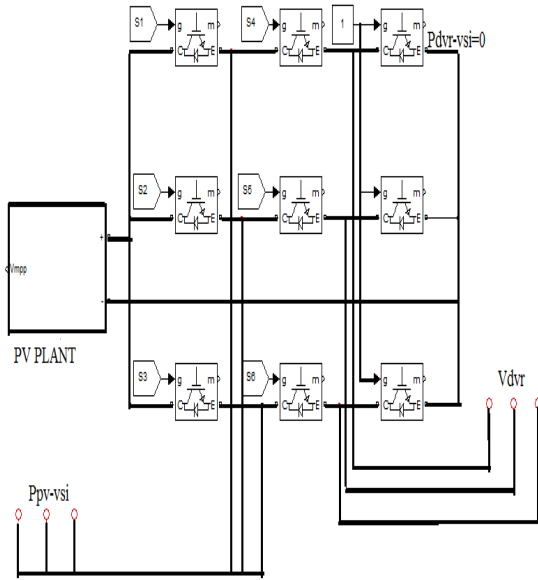 S1
S4
1
g m
g m
g m
Pdvr-vsi=0
C E
C E
C E
S2
S5
g m
g m
g m
C E
C E
C E
+
Vmpp
-
PV PLANT
S3
S6
g m
g m
g m
C E
C E
C E
Vdvr
Ppv-vsi